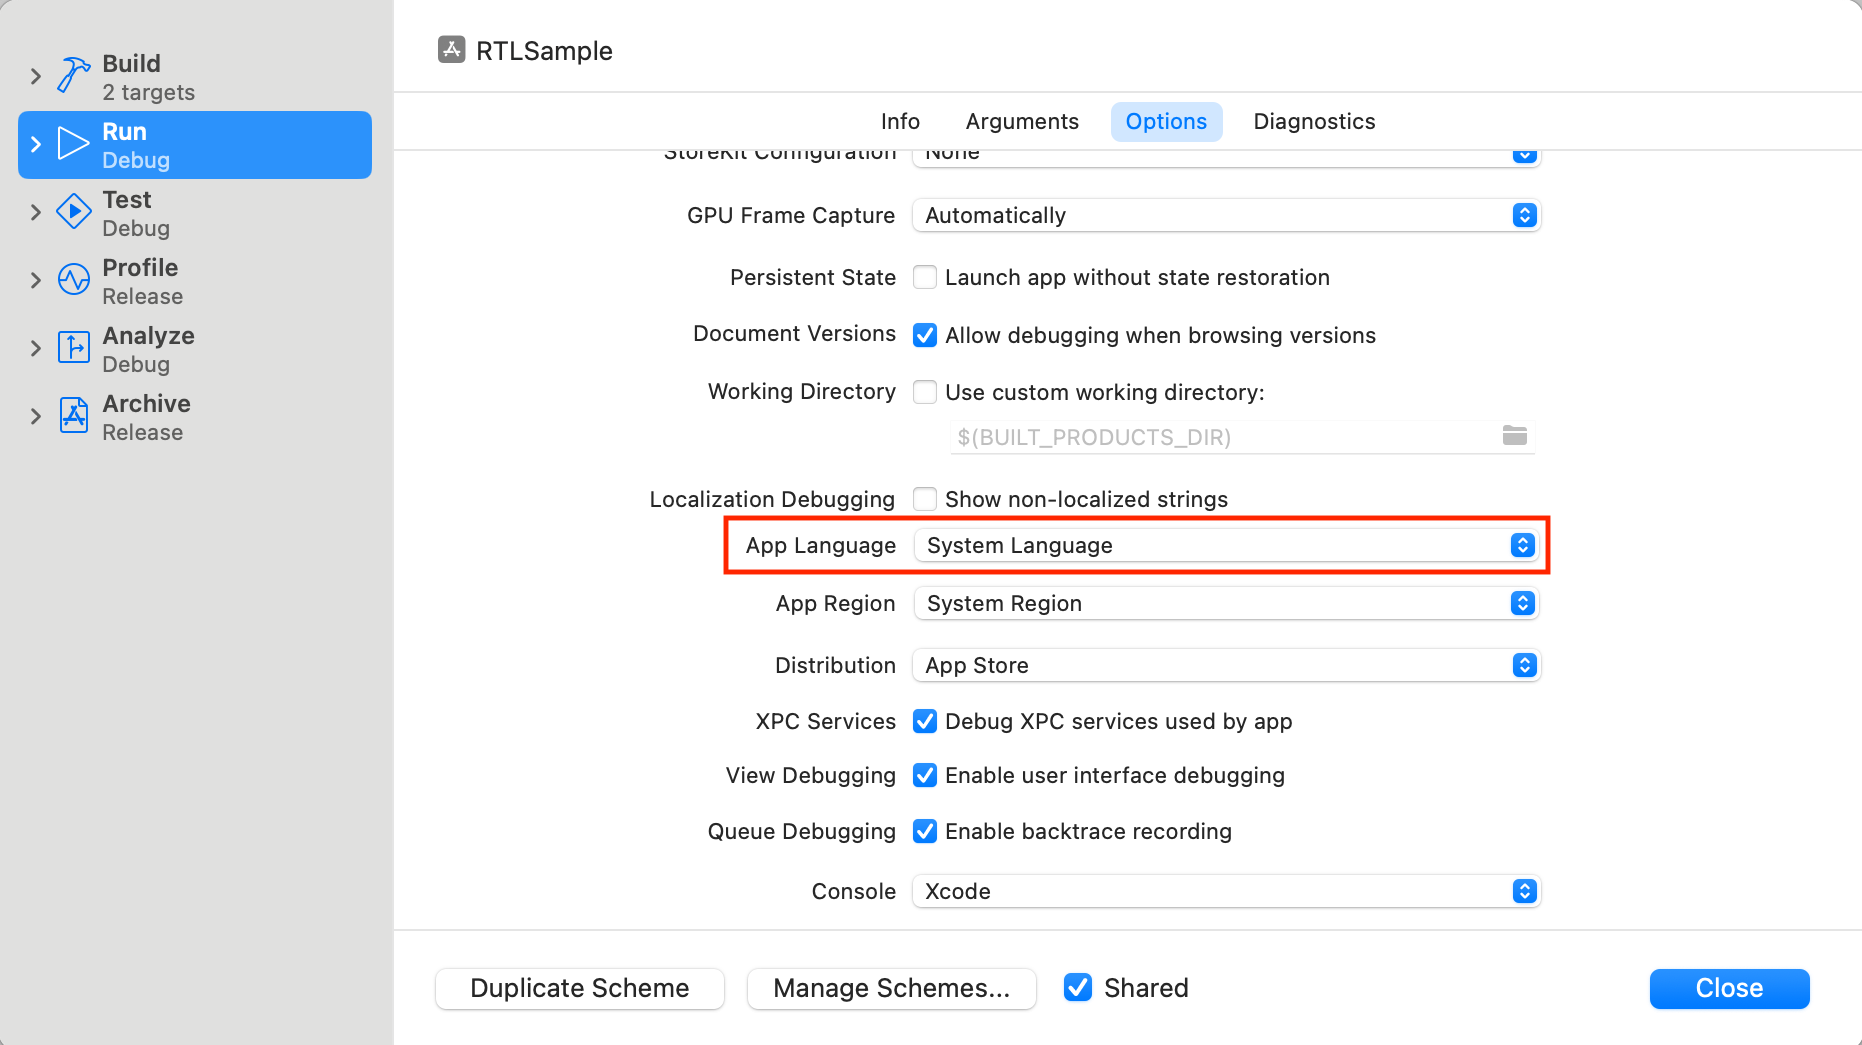 Build
2 targets
Run
Debug
Test
Debug
Profile
Release
Analyze
Debug
Archive
Release
RTLSample
Info Arguments Options Diagnostics
StoreKit Configuration None
GPU Frame Capture Automatically
Persistent State Launch app without state restoration
Document Versions Allow debugging when browsing versions
Working Directory Use custom working directory:
$(BUILT_PRODUCTS_DIR)
Localization Debugging Show non-localized strings
App Language System Language
App Region System Region
Distribution App Store
XPC Services Debug XPC services used by app
View Debugging Enable user interface debugging
Queue Debugging Enable backtrace recording
Console Xcode
Duplicate Scheme Manage Schemes... Shared Close